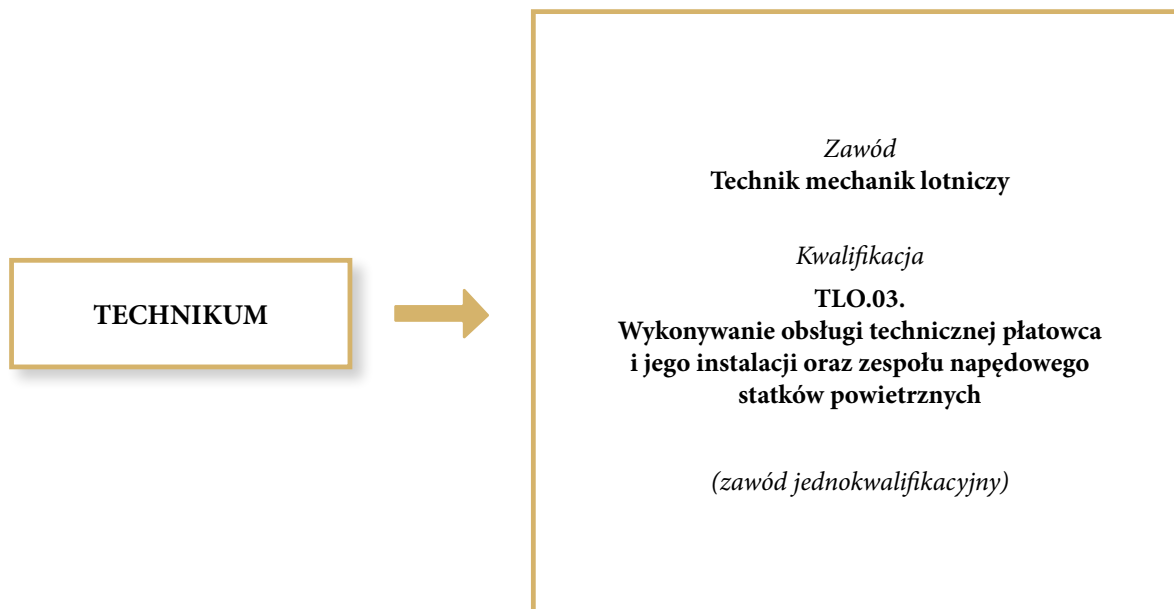 TECHNIKUM
Zawód
Technik mechanik lotniczy
Kwalifikacja
TLO.03.
Wykonywanie obsługi technicznej płatowca
i jego instalacji oraz zespołu napędowego
statków powietrznych
(zawód jednokwalifikacyjny)